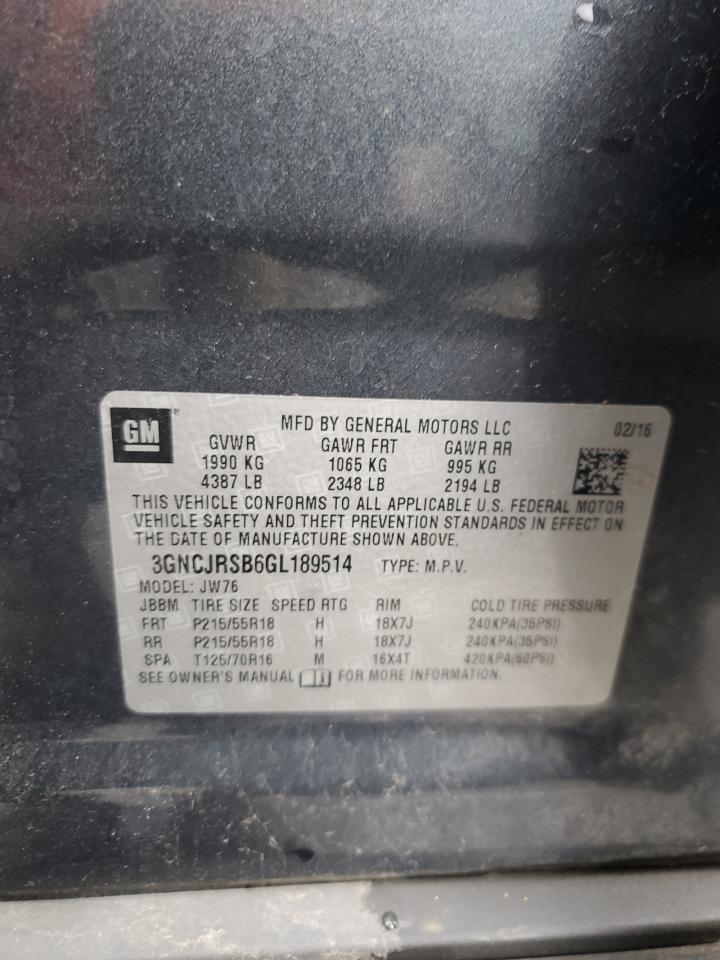 GM
MFD BY GENERAL MOTORS LLC 02/16
GVWR GAWR FRT GAWR RR
1990 KG 1065 KG 995 KG
4387 LB 2348 LB 2194 LB
THIS VEHICLE CONFORMS TO ALL APPLICABLE U.S. FEDERAL MOTOR
VEHICLE SAFETY AND THEFT PREVENTION STANDARDS IN EFFECT ON
THE DATE OF MANUFACTURE SHOWN ABOVE.
3GNCJRSB6GL189514 TYPE: M.P.V.
MODEL: JW76
JBBM TIRE SIZE SPEED RTG RIM COLD TIRE PRESSURE
FRT P215/55R18 H 18X7J 240KPA(35PSI)
RR P215/55R18 H 18X7J 240KPA(35PSI)
SPA T125/70R16 M 16X4T 420KPA(60PSI)
SEE OWNER'S MANUAL FOR MORE INFORMATION.